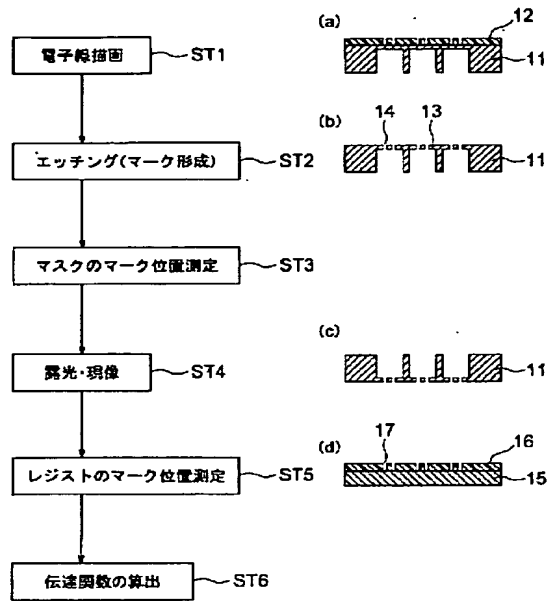 電子線描画 ST1
エッチング(マーク形成) ST2
マスクのマーク位置測定 ST3
露光・現像 ST4
レジストのマーク位置測定 ST5
伝達関数の算出 ST6
(a)
12
11
(b)
14
13
11
(c)
11
(d)
17
16
15